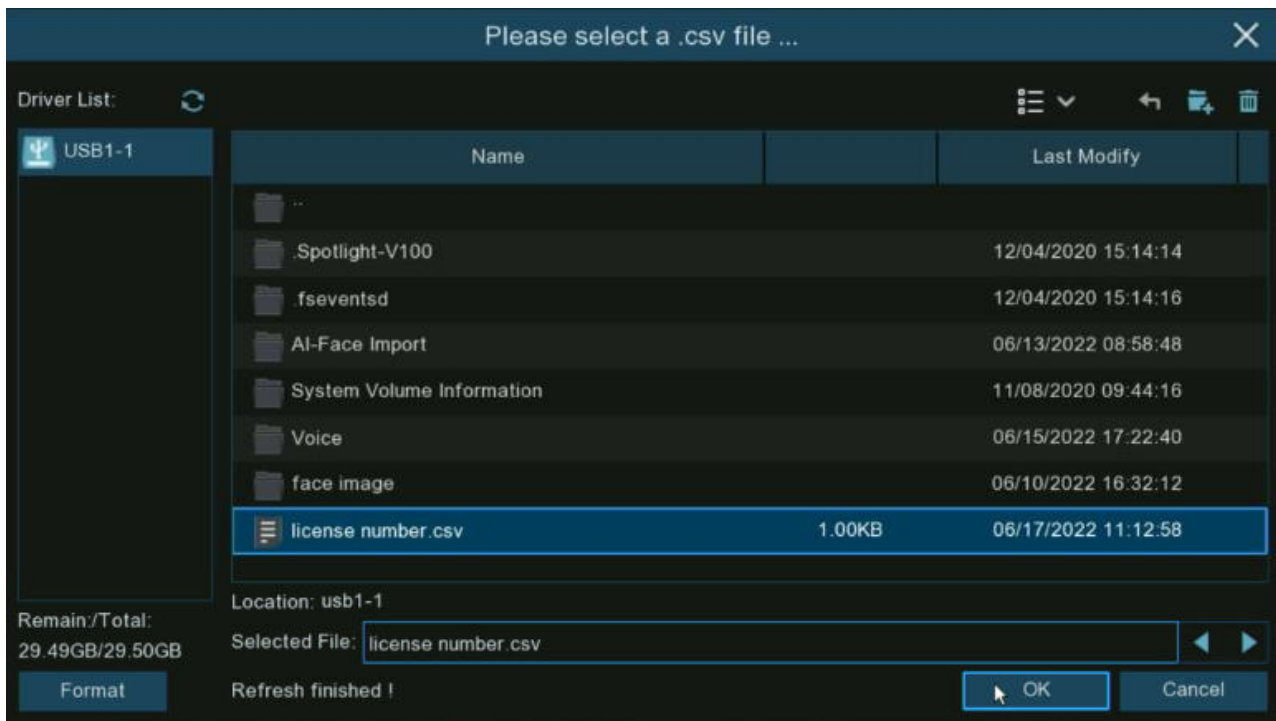 Please select a .csv file ...
Driver List:
USB1-1
Name Last Modify
..
.Spotlight-V100 12/04/2020 15:14:14
.fseventsd 12/04/2020 15:14:16
AI-Face Import 06/13/2022 08:58:48
System Volume Information 11/08/2020 09:44:16
Voice 06/15/2022 17:22:40
face image 06/10/2022 16:32:12
license number.csv 1.00KB 06/17/2022 11:12:58
Location: usb1-1
Remain:/Total:
29.49GB/29.50GB
Selected File: license number.csv
Format Refresh finished ! OK Cancel